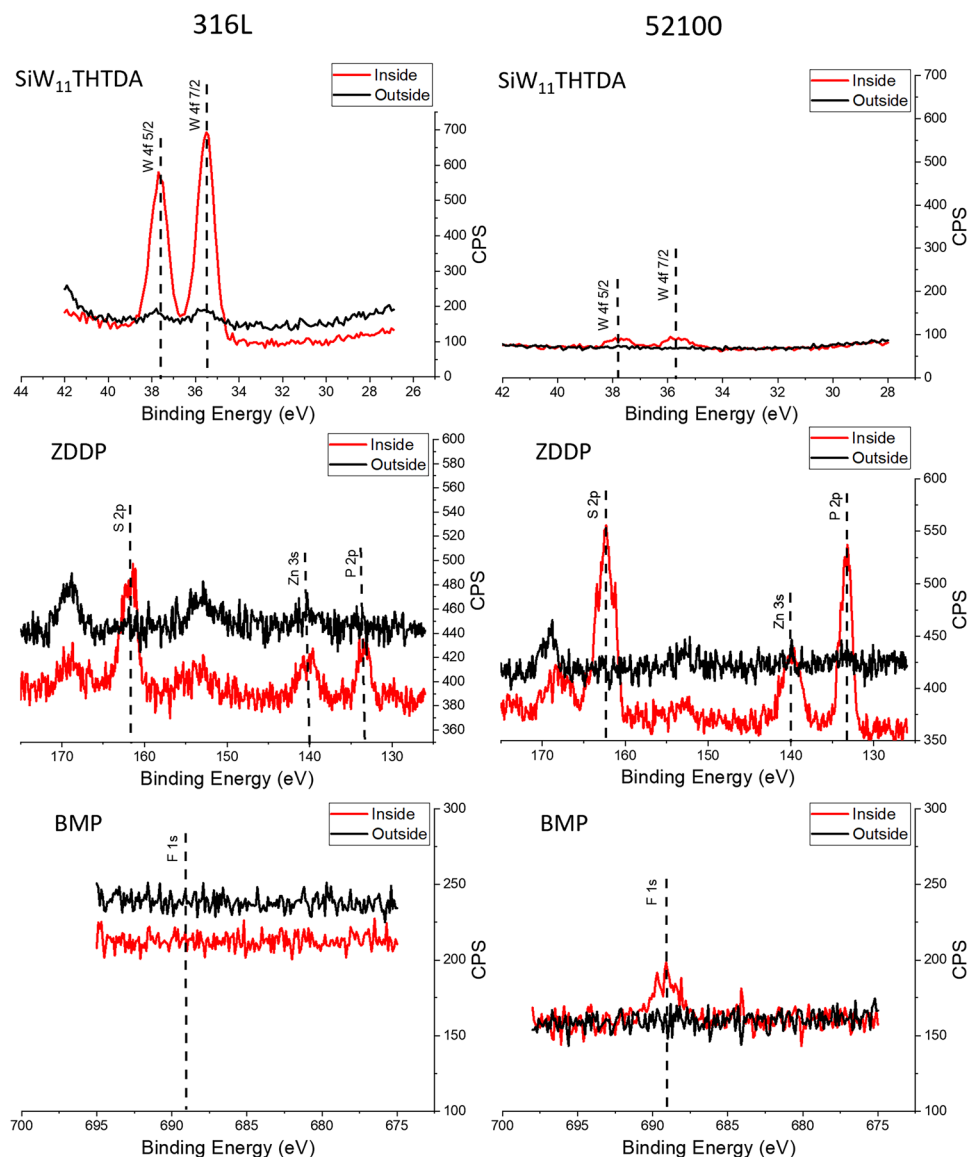 316L
52100
SiW₁₁THTDA
Inside
Outside
W 4f 5/2
W 4f 7/2
700
600
500
400
300
200
100
0
CPS
44 42 40 38 36 34 32 30 28 26
Binding Energy (eV)
SiW₁₁THTDA
Inside
Outside
W 4f 5/2
W 4f 7/2
700
600
500
400
300
200
100
0
CPS
42 40 38 36 34 32 30 28
Binding Energy (eV)
ZDDP
Inside
Outside
S 2p
Zn 3s
P 2p
600
580
560
540
520
500
480
460
440
420
400
380
360
CPS
170 160 150 140 130
Binding Energy (eV)
ZDDP
Inside
Outside
S 2p
Zn 3s
P 2p
600
550
500
450
400
350
CPS
170 160 150 140 130
Binding Energy (eV)
BMP
Inside
Outside
F 1s
300
250
200
150
100
CPS
700 695 690 685 680 675
Binding Energy (eV)
BMP
Inside
Outside
F 1s
300
250
200
150
100
CPS
700 695 690 685 680 675
Binding Energy (eV)